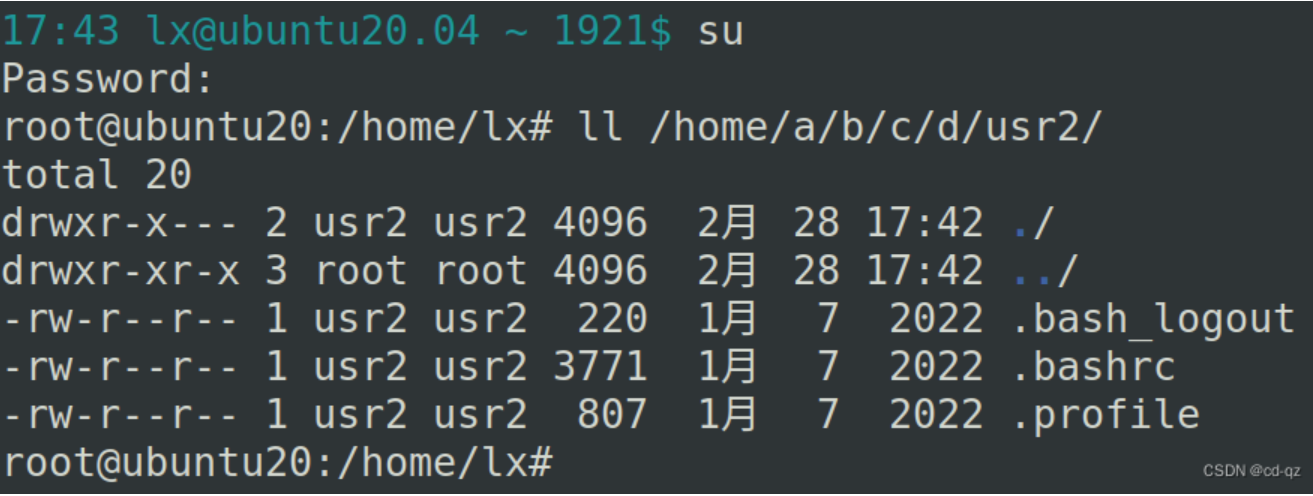 17:43 lx@ubuntu20.04 ~ 1921$ su
Password:
root@ubuntu20:/home/lx# ll /home/a/b/c/d/usr2/
total 20
drwxr-x--- 2 usr2 usr2 4096  2月  28 17:42 ./
drwxr-xr-x 3 root root 4096  2月  28 17:42 ../
-rw-r--r-- 1 usr2 usr2  220  1月   7  2022 .bash_logout
-rw-r--r-- 1 usr2 usr2 3771  1月   7  2022 .bashrc
-rw-r--r-- 1 usr2 usr2  807  1月   7  2022 .profile
root@ubuntu20:/home/lx#
CSDN @cd-qz